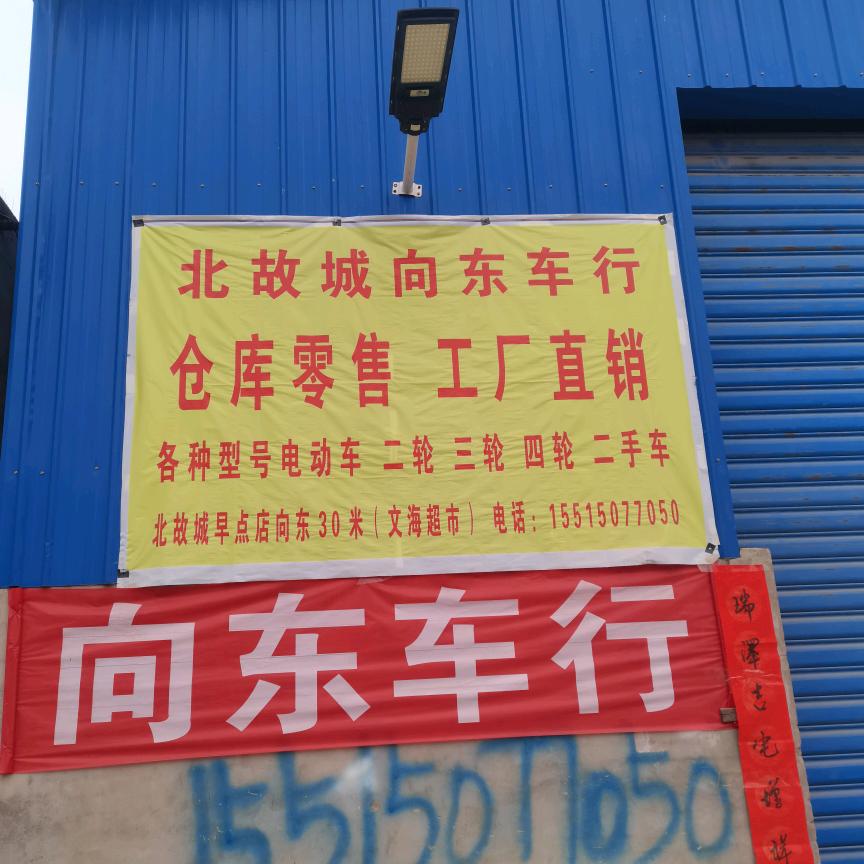 北故城向东车行
仓库零售 工厂直销
各种型号电动车 二轮 三轮 四轮 二手车
北故城早点店向东30米(文海超市) 电话:15515077050
向东车行
15515077050
瑞泽吉宅增祥